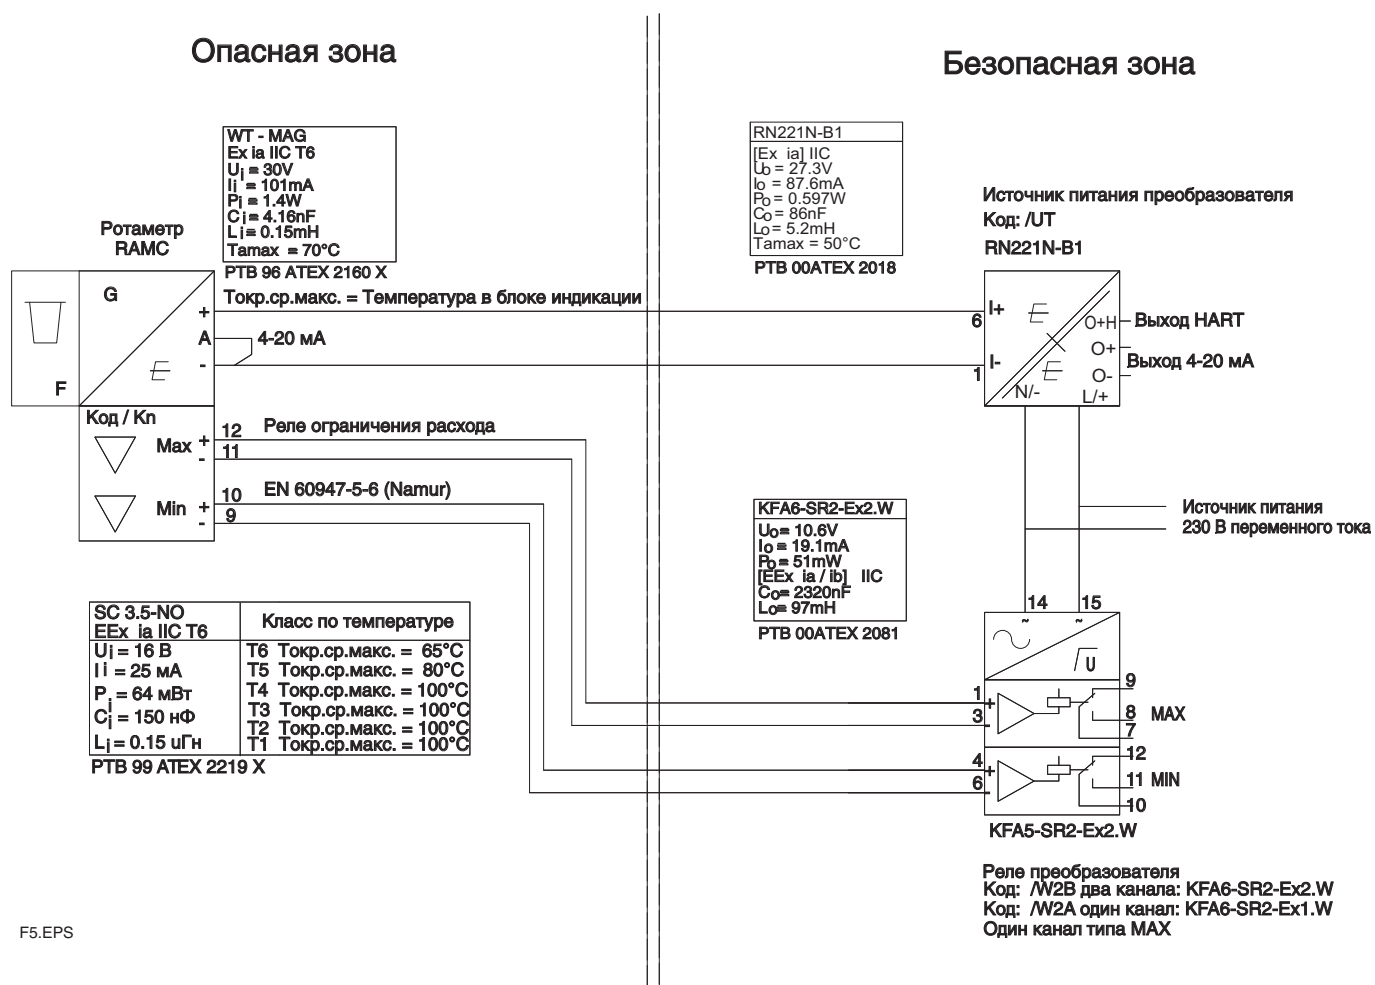 Опасная зона
Безопасная зона
WT - MAG
Ex ia IIC T6
Ui = 30V
Ii = 101mA
Pi = 1.4W
Ci = 4.16nF
Li = 0.15mH
Tamax = 70°C
PTB 96 ATEX 2160 X
RN221N-B1
[Ex ia] IIC
Uo = 27.3V
Io = 87.6mA
Po = 0.597W
Co = 86nF
Lo = 5.2mH
Tamax = 50°C
PTB 00ATEX 2018
Источник питания преобразователя
Код: /UT
RN221N-B1
Ротаметр
RAMC
G
F
E
+
A
-
Токр.ср.макс. = Температура в блоке индикации
4-20 мА
6
1
I+
I-
E
E
N/-
L/+
O+H
O+
O-
Выход HART
Выход 4-20 мА
Код / Kn
Max
+
-
12
11
Реле ограничения расхода
Min
+
-
10
9
EN 60947-5-6 (Namur)
KFA6-SR2-Ex2.W
Uo= 10.6V
Io = 19.1mA
Po = 51mW
[EEx ia / ib] IIC
Co= 2320nF
Lo= 97mH
PTB 00ATEX 2081
Источник питания
230 В переменного тока
SC 3.5-NO
EEx ia IIC T6
Ui = 16 В
Ii = 25 мА
Pi = 64 мВт
Ci = 150 нФ
Li = 0.15 uГн
Класс по температуре
T6 Токр.ср.макс. = 65°C
T5 Токр.ср.макс. = 80°C
T4 Токр.ср.макс. = 100°C
T3 Токр.ср.макс. = 100°C
T2 Токр.ср.макс. = 100°C
T1 Токр.ср.макс. = 100°C
PTB 99 ATEX 2219 X
14
15
~
~
U
1
3
+
-
9
8
7
MAX
4
6
+
-
12
11
10
MIN
KFA5-SR2-Ex2.W
Реле преобразователя
Код: /W2B два канала: KFA6-SR2-Ex2.W
Код: /W2A один канал: KFA6-SR2-Ex1.W
Один канал типа MAX
F5.EPS